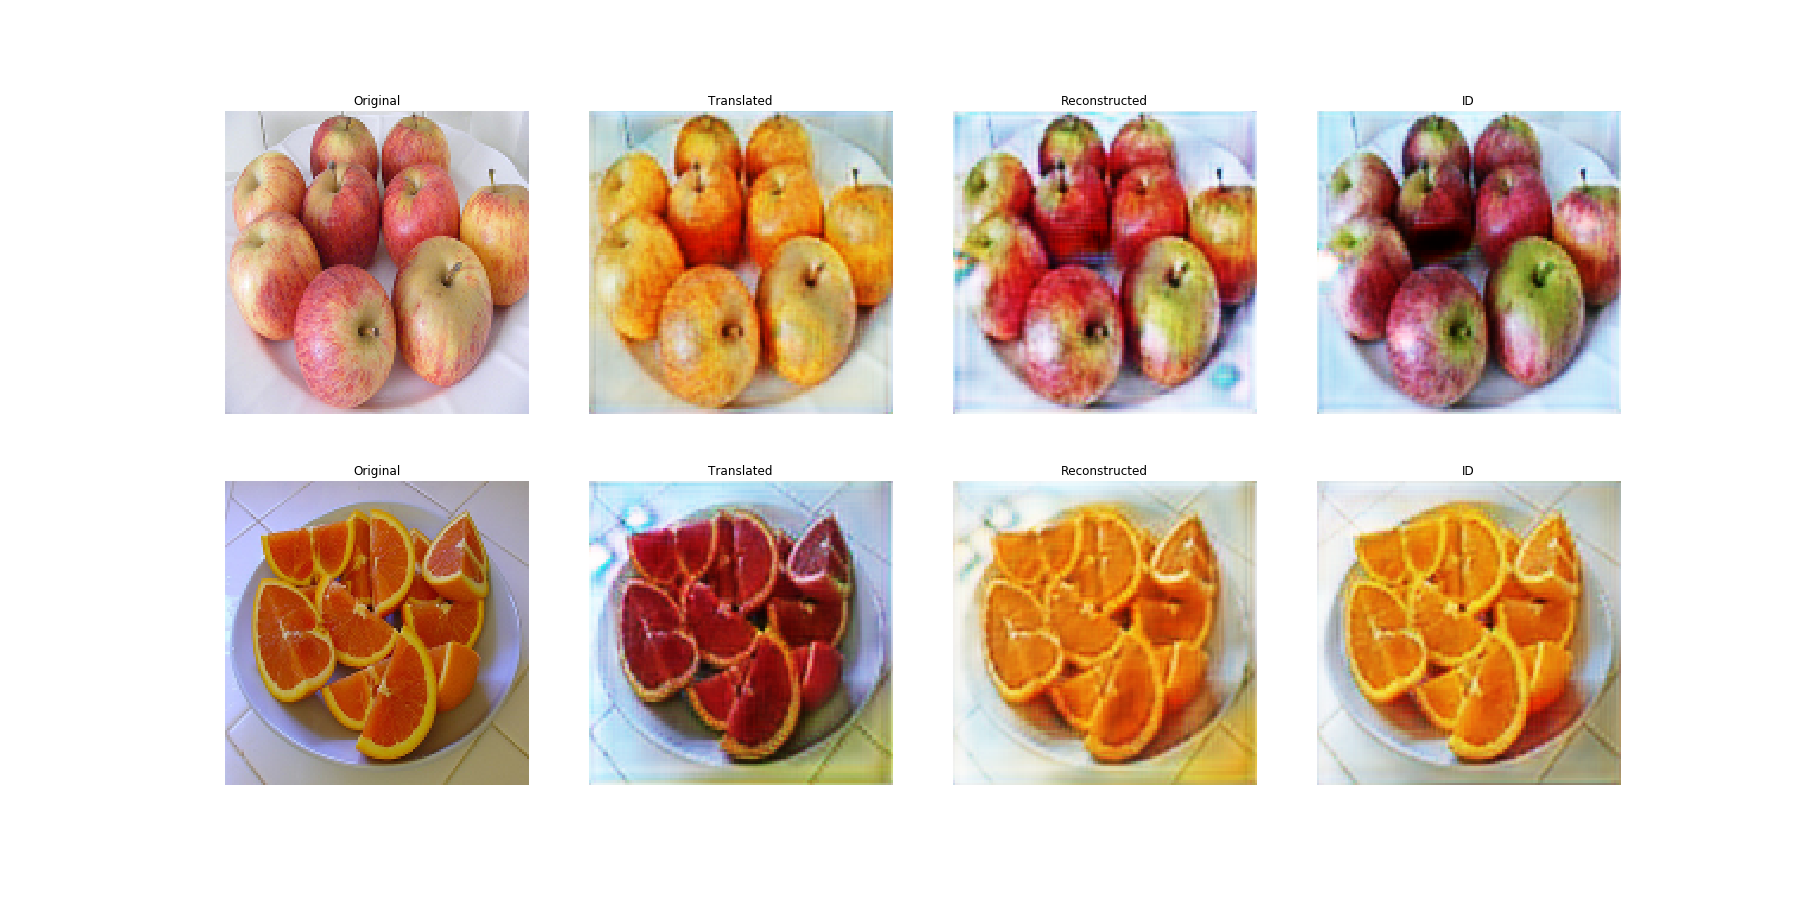 Original
Translated
Reconstructed
ID
Original
Translated
Reconstructed
ID